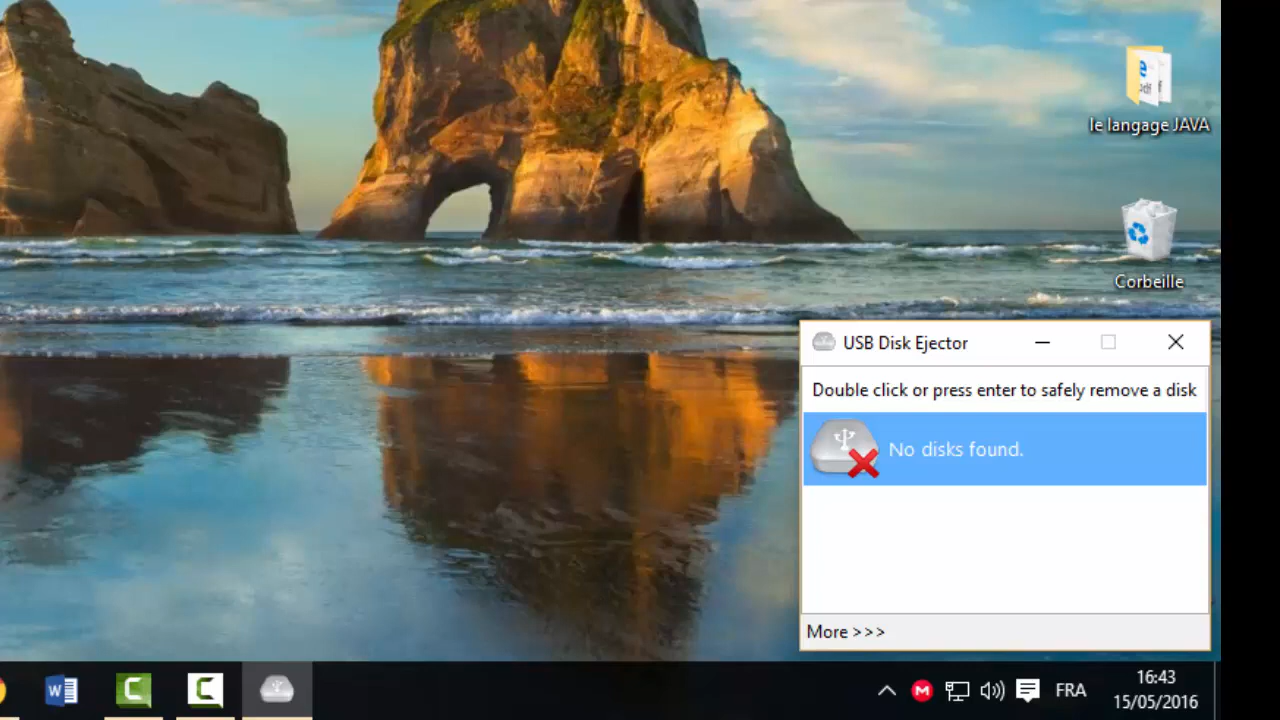 le langage JAVA
Corbeille
USB Disk Ejector
Double click or press enter to safely remove a disk
No disks found.
More >>>
FRA
16:43
15/05/2016